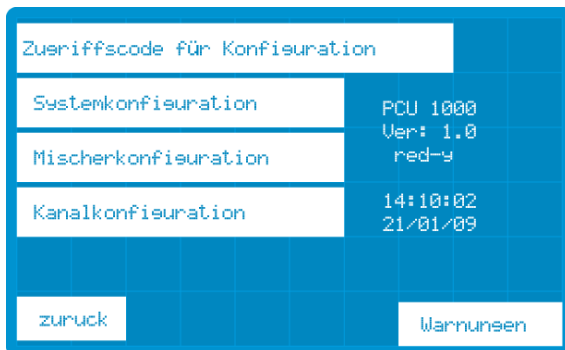 Zugriffscode für Konfiguration
Systemkonfiguration
PCU 1000
Ver: 1.0
Mischerkonfiguration
red-y
Kanalkonfiguration
14:10:02
21/01/09
zuruck
Warnungen